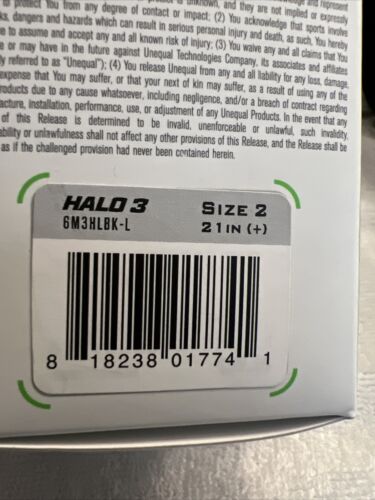 protect You from any degree of contact or impact; (2) You acknowledge that sports involve
ks, dangers and hazards which can result in serious personal injury and death, as such, You hereby
to assume and accept any and all known risk of injury; (3) You waive any and all claims that You
or may have in the future against Unequal Technologies Company, its associates and affiliates
ely referred to as "Unequal"); (4) You release Unequal from any and all liability for any loss, damage,
expense that You may suffer, or that your next of kin may suffer, as a result of using any of the
roducts due to any cause whatsoever, including negligence, and/or a breach of contract regarding
acture, installation, performance, use, or adjustment of any Unequal Products. In the event that any
of this Release is determined to be invalid, unenforceable or unlawful, such invalidity,
ability or unlawfulness shall not affect any other provisions of this Release, and the Release shall be
as if the challenged provision had never been contained herein.
HALO 3 SIZE 2
6M3HLBK-L 21 IN (+)
8 18238 01774 1